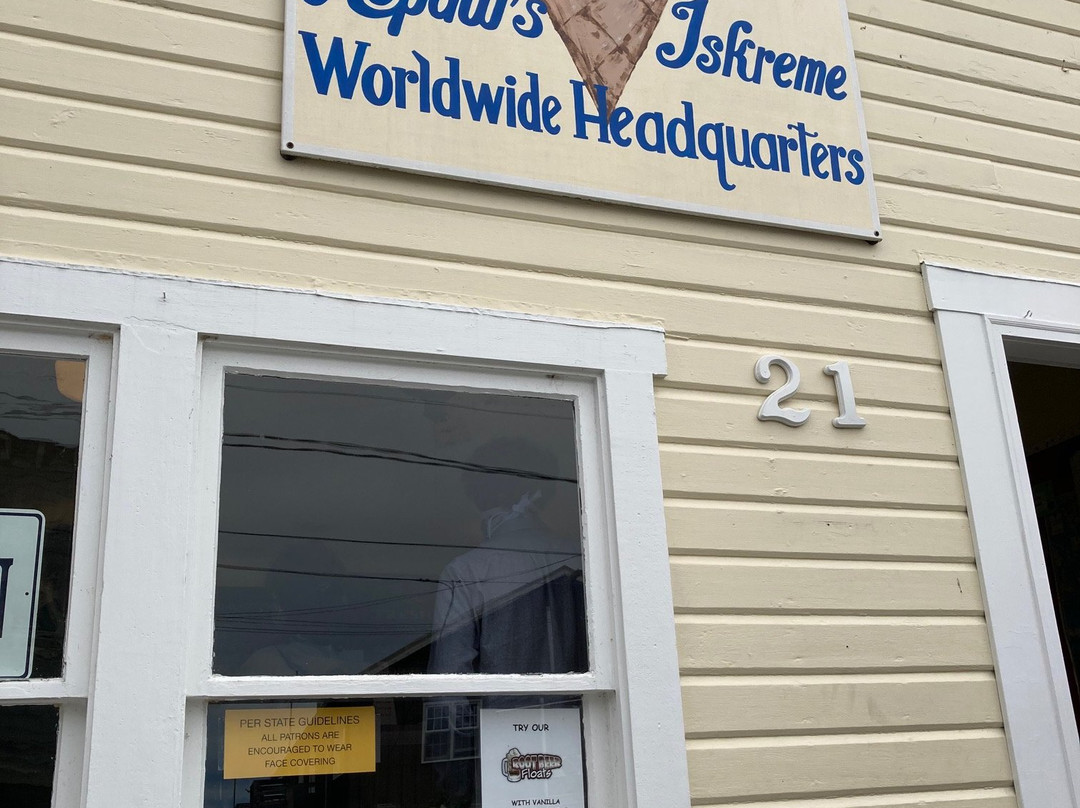 Iskreme
Worldwide Headquarters
21
PER STATE GUIDELINES
ALL PATRONS ARE
ENCOURAGED TO WEAR
FACE COVERING
TRY OUR
ROOT BEER
Floats
WITH VANILLA